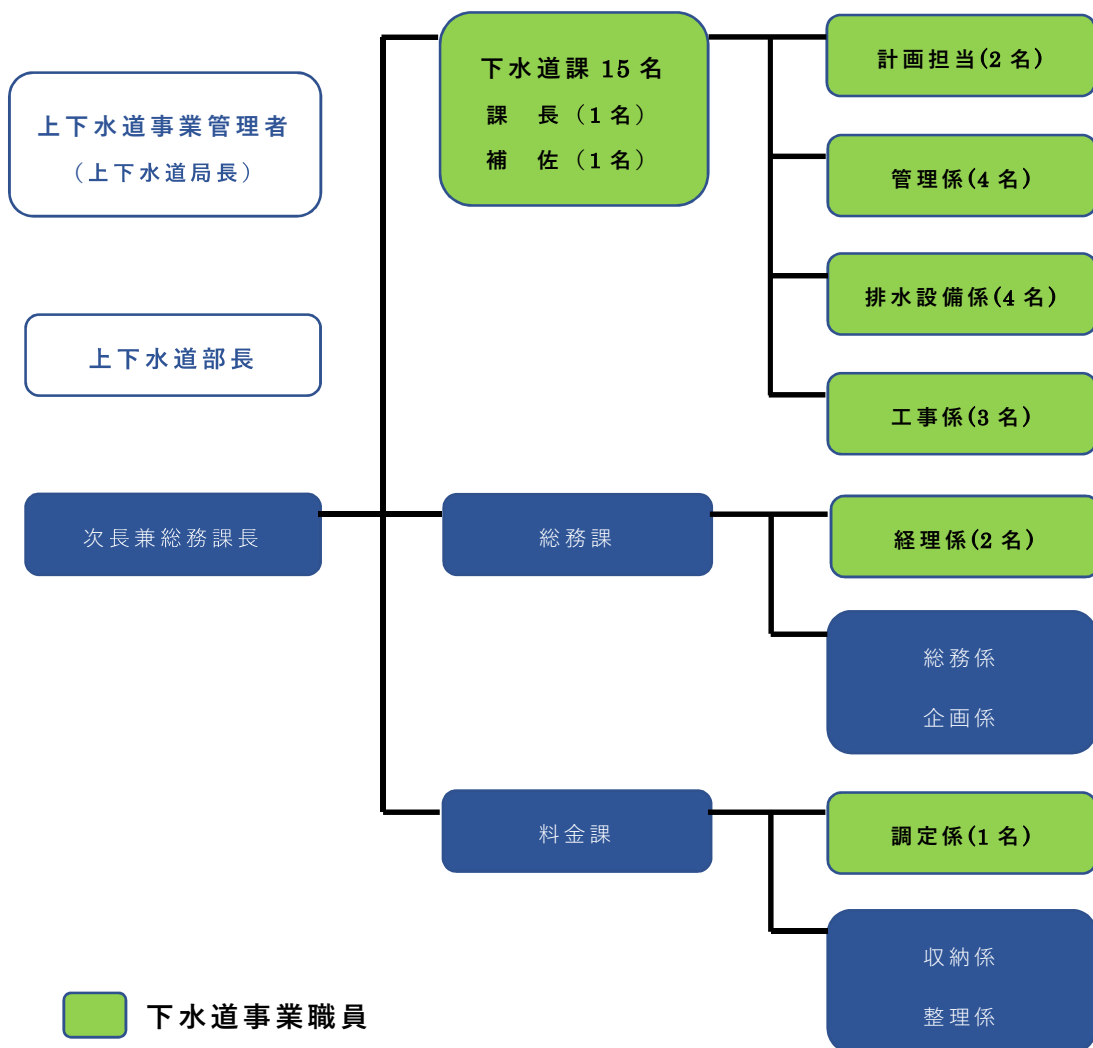 上下水道事業管理者
（上下水道局長）
上下水道部長
次長兼総務課長
下水道課 15 名
課　長（1 名）
補　佐（1 名）
計画担当(2 名)
管理係(4 名)
排水設備係(4 名)
工事係(3 名)
総務課
経理係(2 名)
総務係
企画係
料金課
調定係(1 名)
収納係
整理係
下水道事業職員